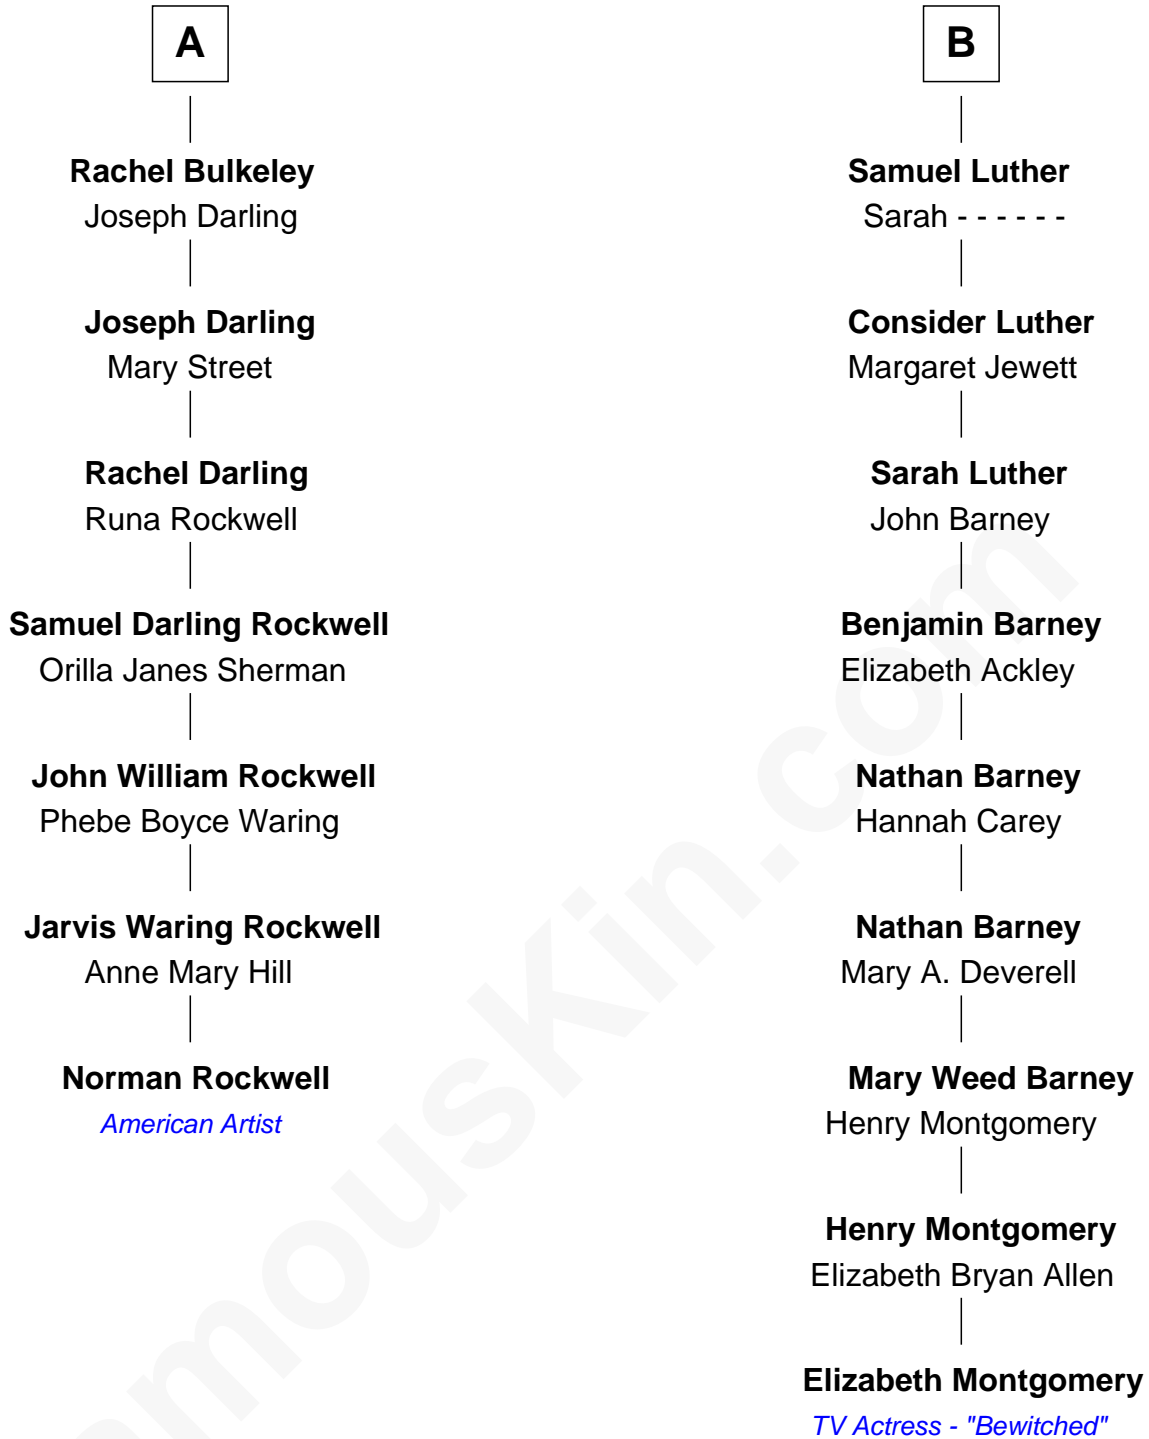 A
Rachel Bulkeley
Joseph Darling
Joseph Darling
Mary Street
Rachel Darling
Runa Rockwell
Samuel Darling Rockwell
Orilla Janes Sherman
John William Rockwell
Phebe Boyce Waring
Jarvis Waring Rockwell
Anne Mary Hill
Norman Rockwell
American Artist
B
Samuel Luther
Sarah - - - - - -
Consider Luther
Margaret Jewett
Sarah Luther
John Barney
Benjamin Barney
Elizabeth Ackley
Nathan Barney
Hannah Carey
Nathan Barney
Mary A. Deverell
Mary Weed Barney
Henry Montgomery
Henry Montgomery
Elizabeth Bryan Allen
Elizabeth Montgomery
TV Actress - "Bewitched"
amouskin.com